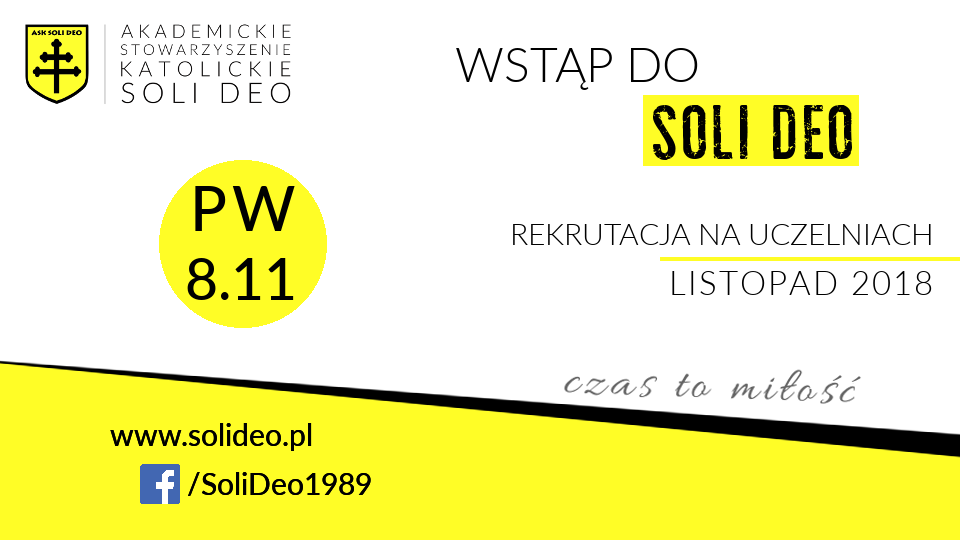 ASK SOLI DEO
AKADEMICKIE
STOWARZYSZENIE
KATOLICKIE
SOLI DEO
WSTĄP DO
SOLI DEO
PW
8.11
REKRUTACJA NA UCZELNIACH
LISTOPAD 2018
czas to miłość
www.solideo.pl
/SoliDeo1989